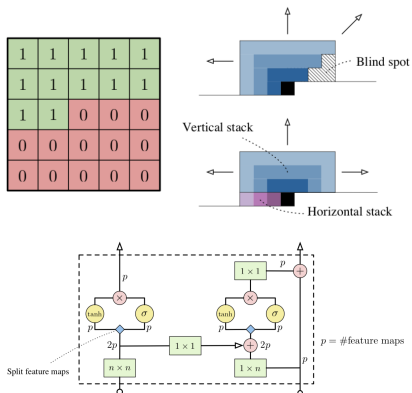 1 1 1 1 1
1 1 1 1 1
1 1 0 0 0
0 0 0 0 0
0 0 0 0 0
Blind spot
Vertical stack
Horizontal stack
p
1 × 1
+
×
×
tanh
σ
tanh
σ
p
p
p
p
p = #feature maps
2p
1 × 1
+
2p
Split feature maps
n × n
1 × n
p